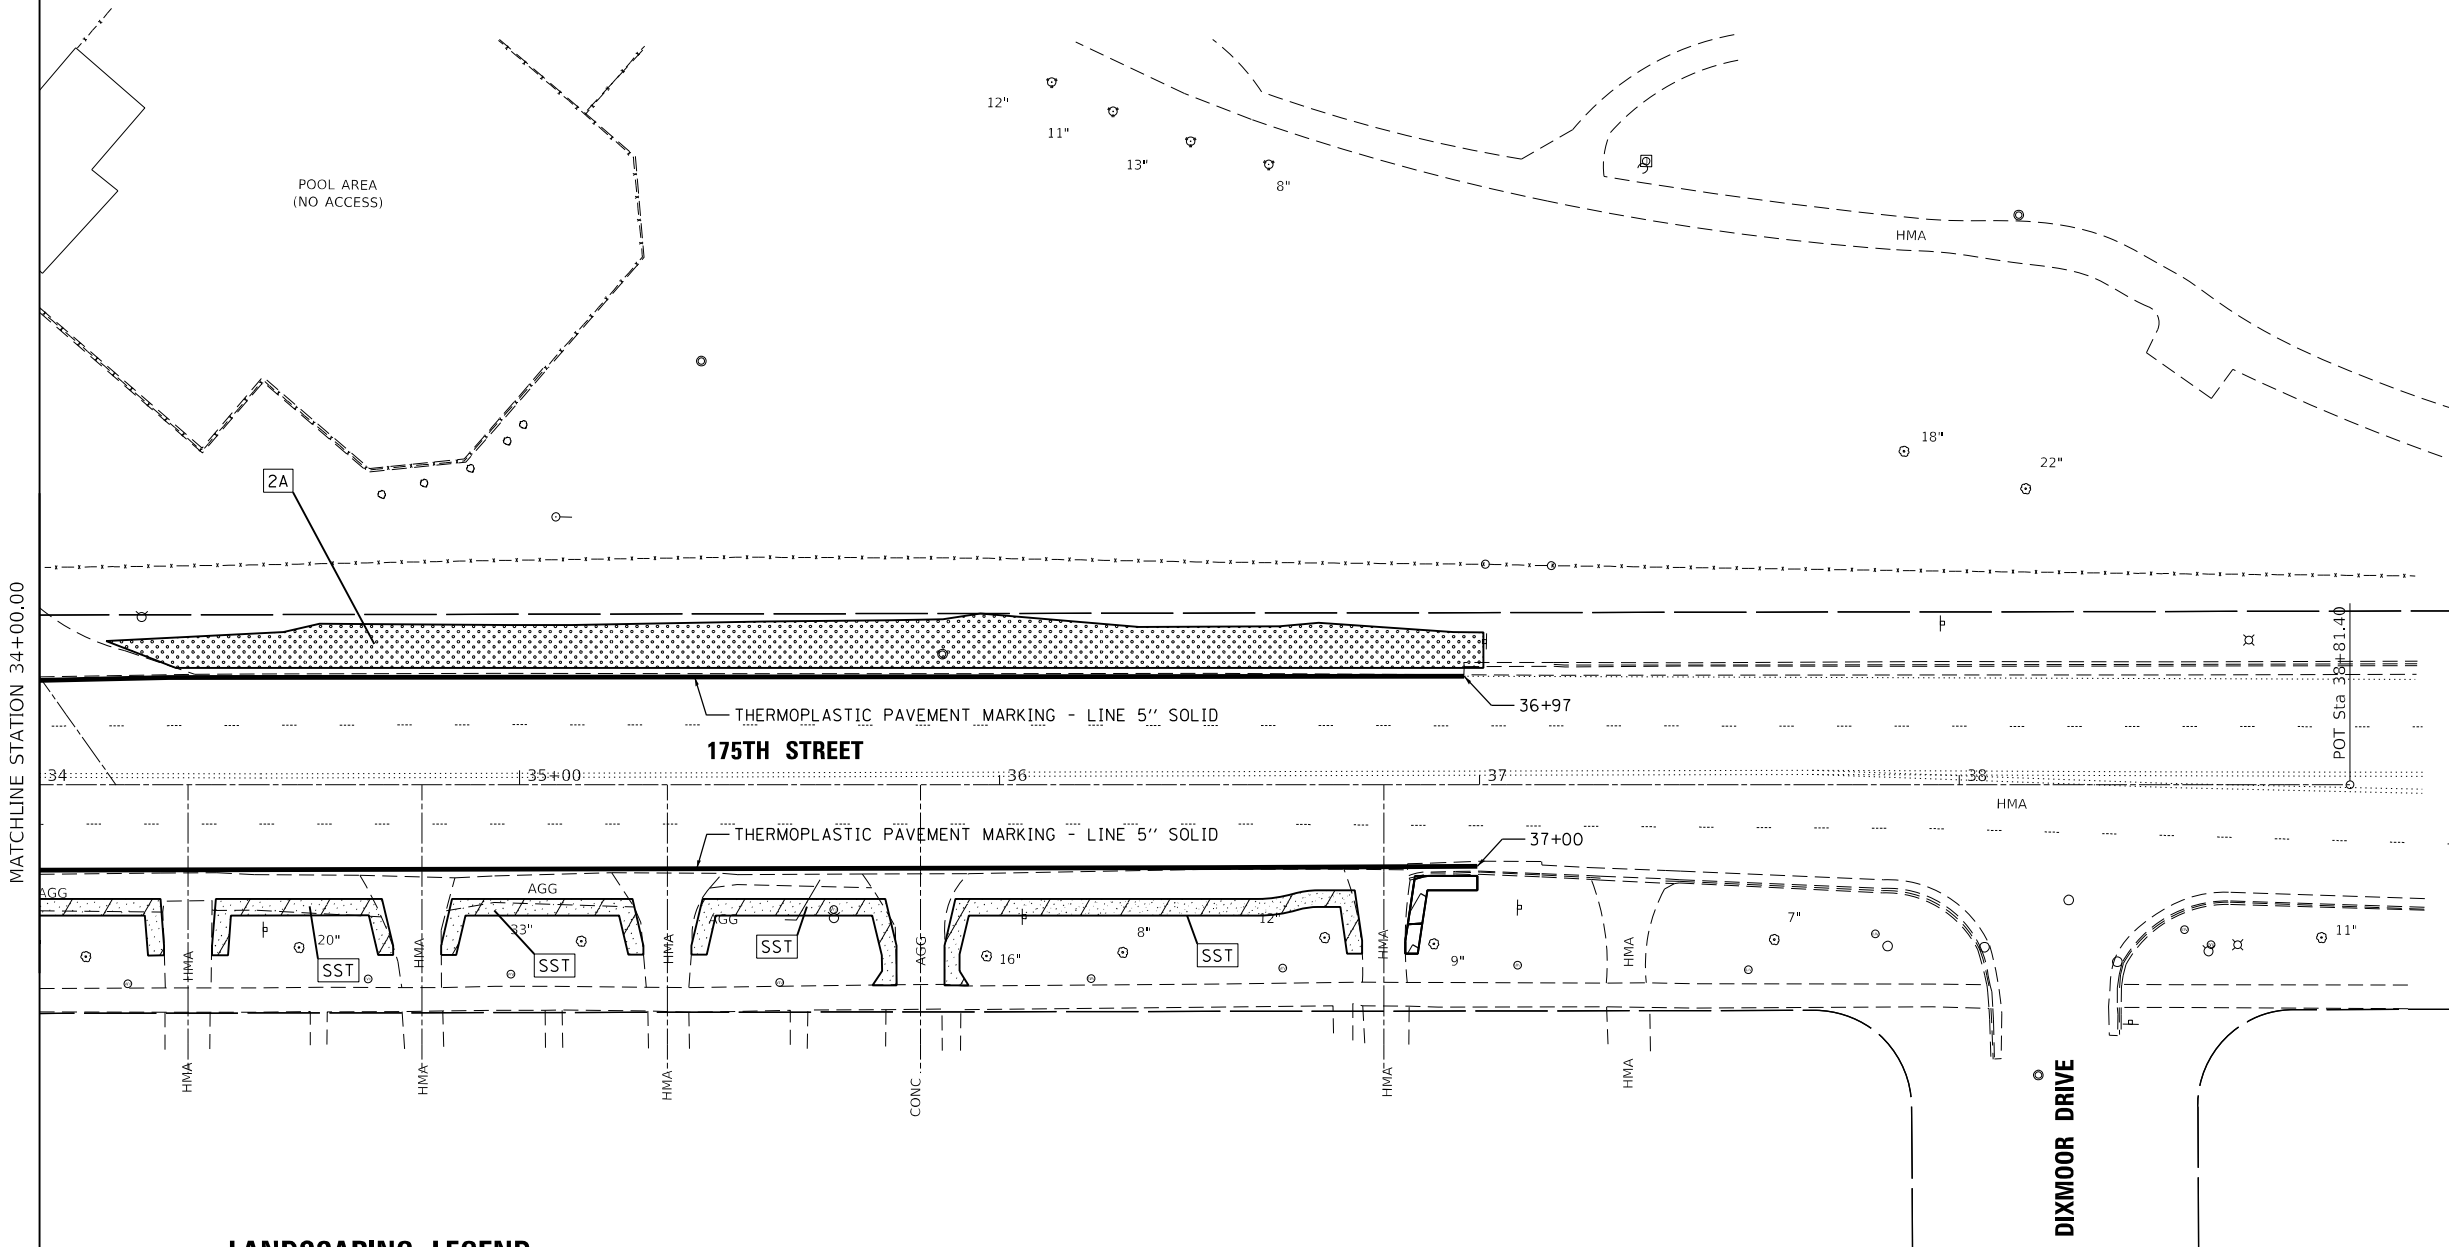 12"
11"
13"
8"
POOL AREA
(NO ACCESS)
HMA
18"
22"
2A
MATCHLINE STATION 34+00.00
POT Sta 38+81.40
36+97
THERMOPLASTIC PAVEMENT MARKING - LINE 5'' SOLID
175TH STREET
34
35+00
36
37
38
HMA
THERMOPLASTIC PAVEMENT MARKING - LINE 5'' SOLID
37+00
AGG
AGG
AGG
20"
33"
8"
12"
7"
11"
SST
SST
SST
SST
16"
9"
HMA
HMA
HMA
AGG
HMA
HMA
HMA
HMA
HMA
CONC
HMA
HMA
DIXMOOR DRIVE
LANDSCAPING LEGEND